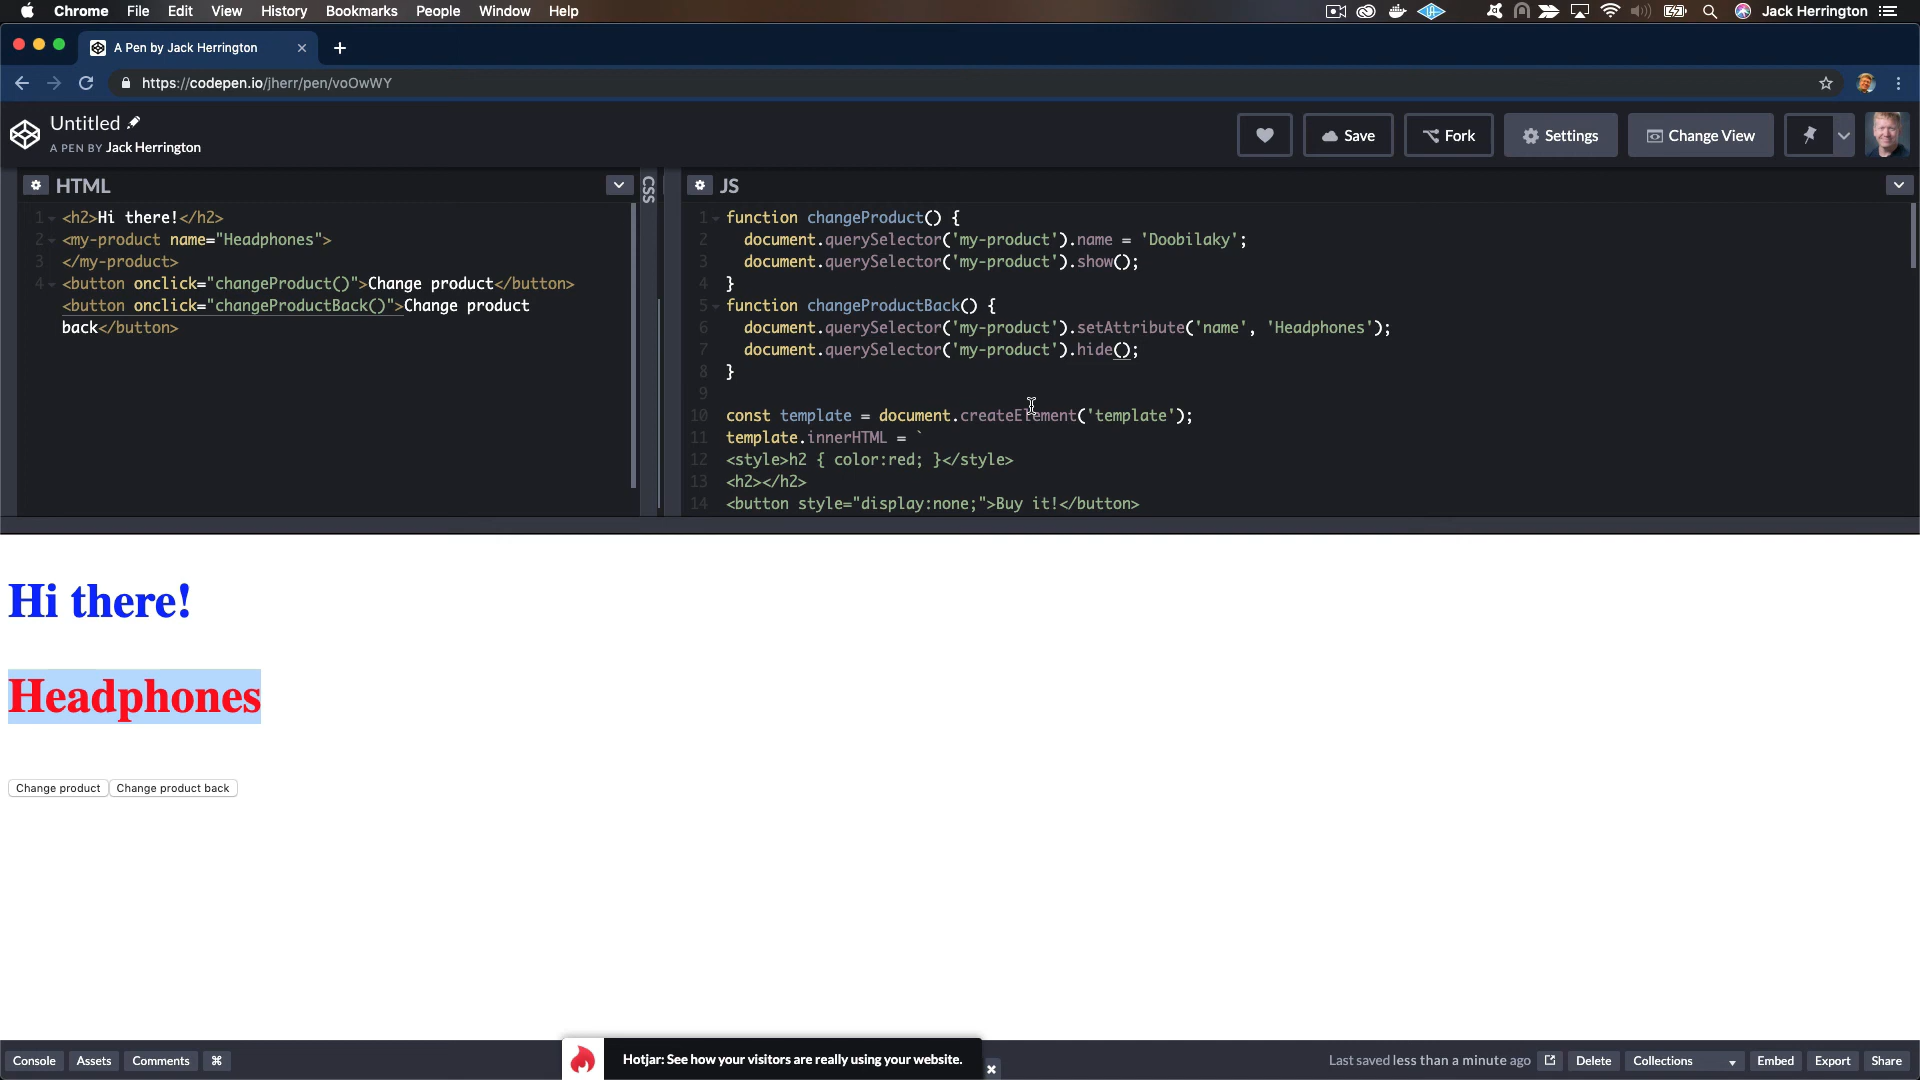 Chrome File Edit View History Bookmarks People Window Help Jack Herrington
A Pen by Jack Herrington
https://codepen.io/jherr/pen/voOwWY
Untitled
A PEN BY Jack Herrington
Save Fork Settings Change View
HTML
1 <h2>Hi there!</h2>
2 <my-product name="Headphones">
3 </my-product>
4 <button onclick="changeProduct()">Change product</button>
<button onclick="changeProductBack()">Change product
back</button>
CSS
JS
1 function changeProduct() {
2 document.querySelector('my-product').name = 'Doobilaky';
3 document.querySelector('my-product').show();
4 }
5 function changeProductBack() {
6 document.querySelector('my-product').setAttribute('name', 'Headphones');
7 document.querySelector('my-product').hide();
8 }
9
10 const template = document.createElement('template');
11 template.innerHTML = `
12 <style>h2 { color:red; }</style>
13 <h2></h2>
14 <button style="display:none;">Buy it!</button>
Hi there!
Headphones
Change product Change product back
Console Assets Comments ⌘
Hotjar: See how your visitors are really using your website.
Last saved less than a minute ago Delete Collections Embed Export Share